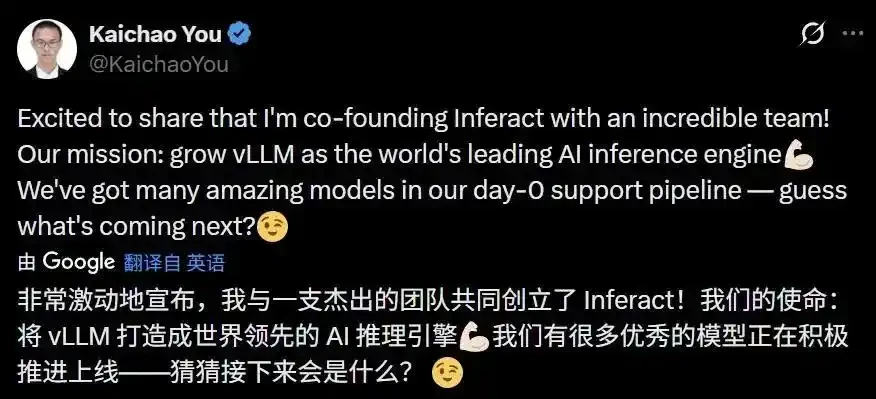 Kaichao You
@KaichaoYou
Excited to share that I'm co-founding Inferact with an incredible team!
Our mission: grow vLLM as the world's leading AI inference engine💪🏻
We've got many amazing models in our day-0 support pipeline — guess
what's coming next?😉
由 Google 翻译自 英语
非常激动地宣布，我与一支杰出的团队共同创立了 Inferact！我们的使命：
将 vLLM 打造成世界领先的 AI 推理引擎💪🏻我们有很多优秀的模型正在积极
推进上线——猜猜接下来会是什么？ 😉